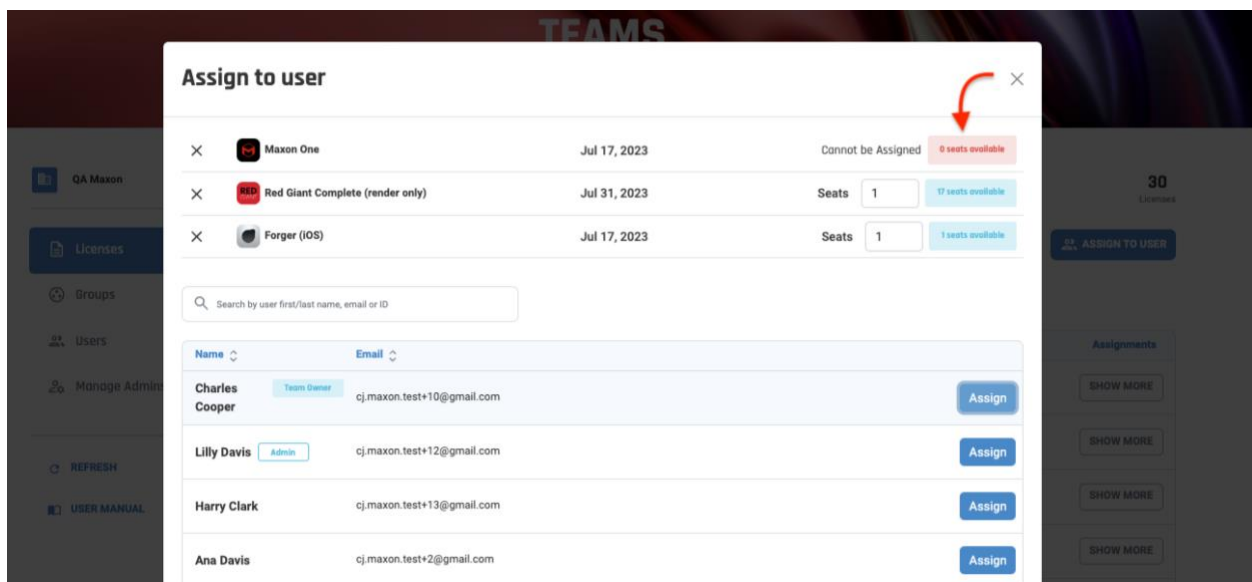 TEAMS
Assign to user
Maxon One Jul 17, 2023 Cannot be Assigned 0 seats available
RED Red Giant Complete (render only) Jul 31, 2023 Seats 1 17 seats available
Forger (iOS) Jul 17, 2023 Seats 1 1 seats available
QA Maxon
30
Licenses
Licenses
ASSIGN TO USER
Groups
Search by user first/last name, email or ID
Users
Manage Admins
Name Email
Assignments
Charles Cooper Team Owner cj.maxon.test+10@gmail.com Assign
SHOW MORE
Lilly Davis Admin cj.maxon.test+12@gmail.com Assign
SHOW MORE
REFRESH
Harry Clark cj.maxon.test+13@gmail.com Assign
SHOW MORE
USER MANUAL
Ana Davis cj.maxon.test+2@gmail.com Assign
SHOW MORE